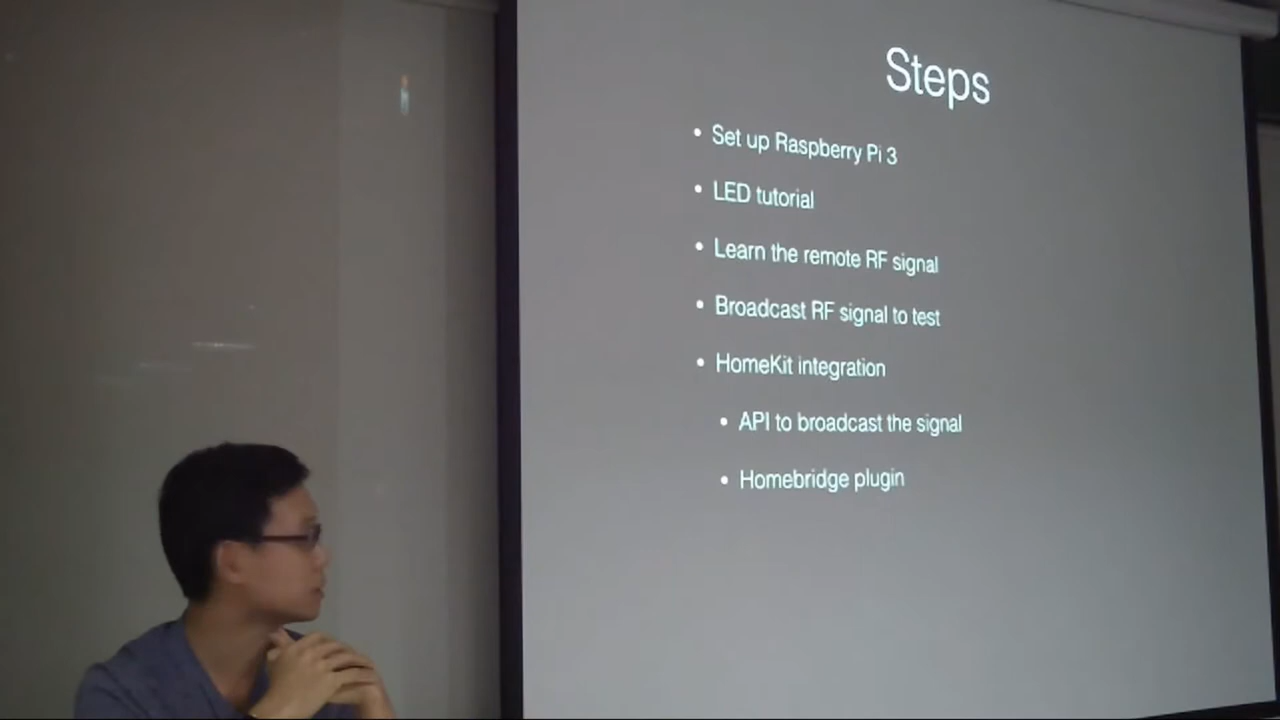 Steps
• Set up Raspberry Pi 3
• LED tutorial
• Learn the remote RF signal
• Broadcast RF signal to test
• HomeKit integration
• API to broadcast the signal
• Homebridge plugin